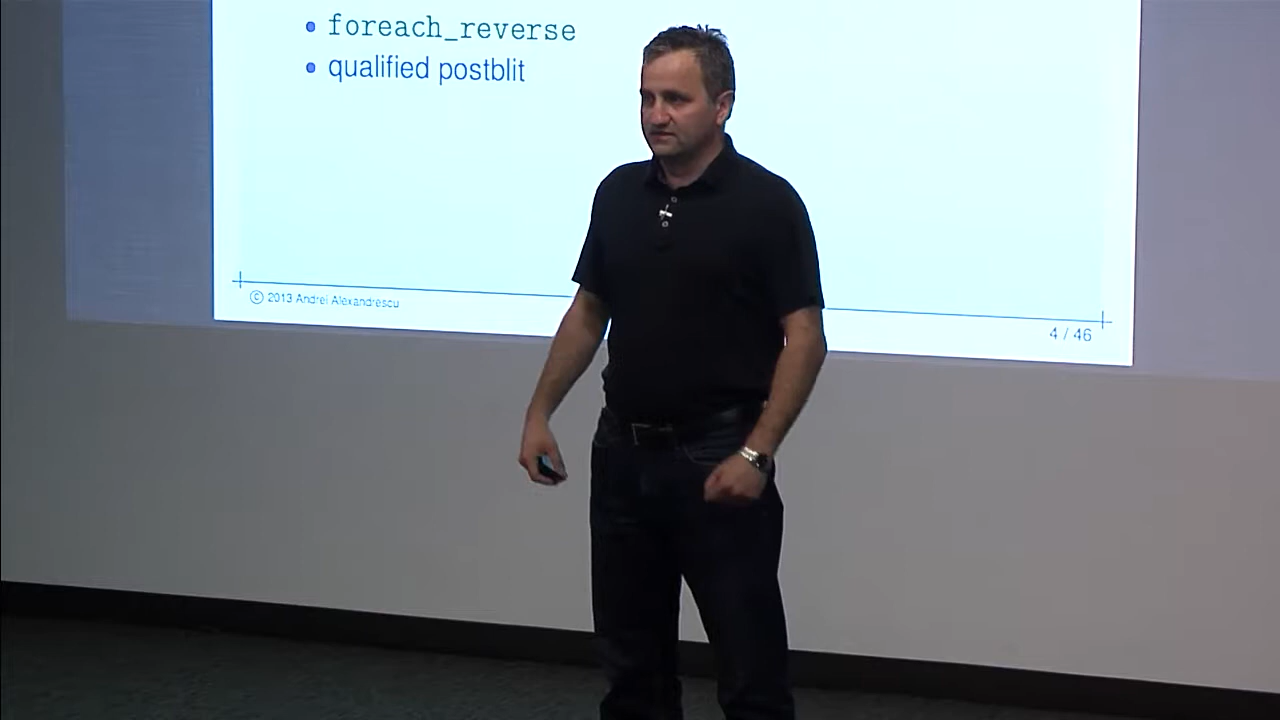 foreach_reverse
qualified postblit
© 2013 Andrei Alexandrescu
4 / 46